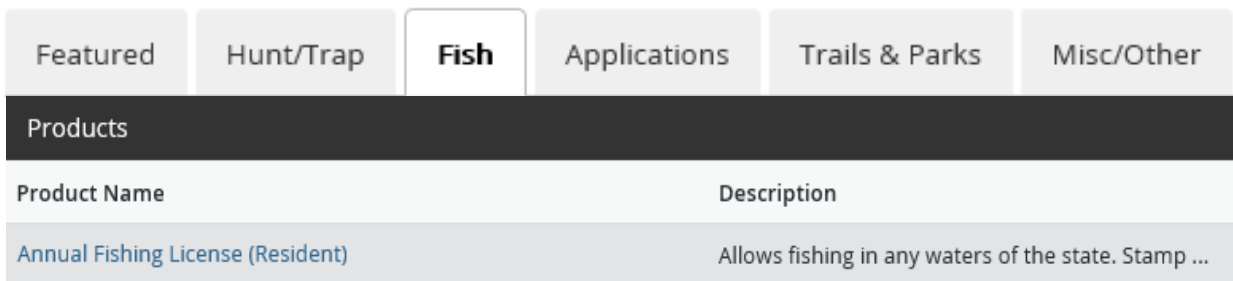 Featured Hunt/Trap Fish Applications Trails & Parks Misc/Other
Products
Product Name Description
Annual Fishing License (Resident) Allows fishing in any waters of the state. Stamp ...